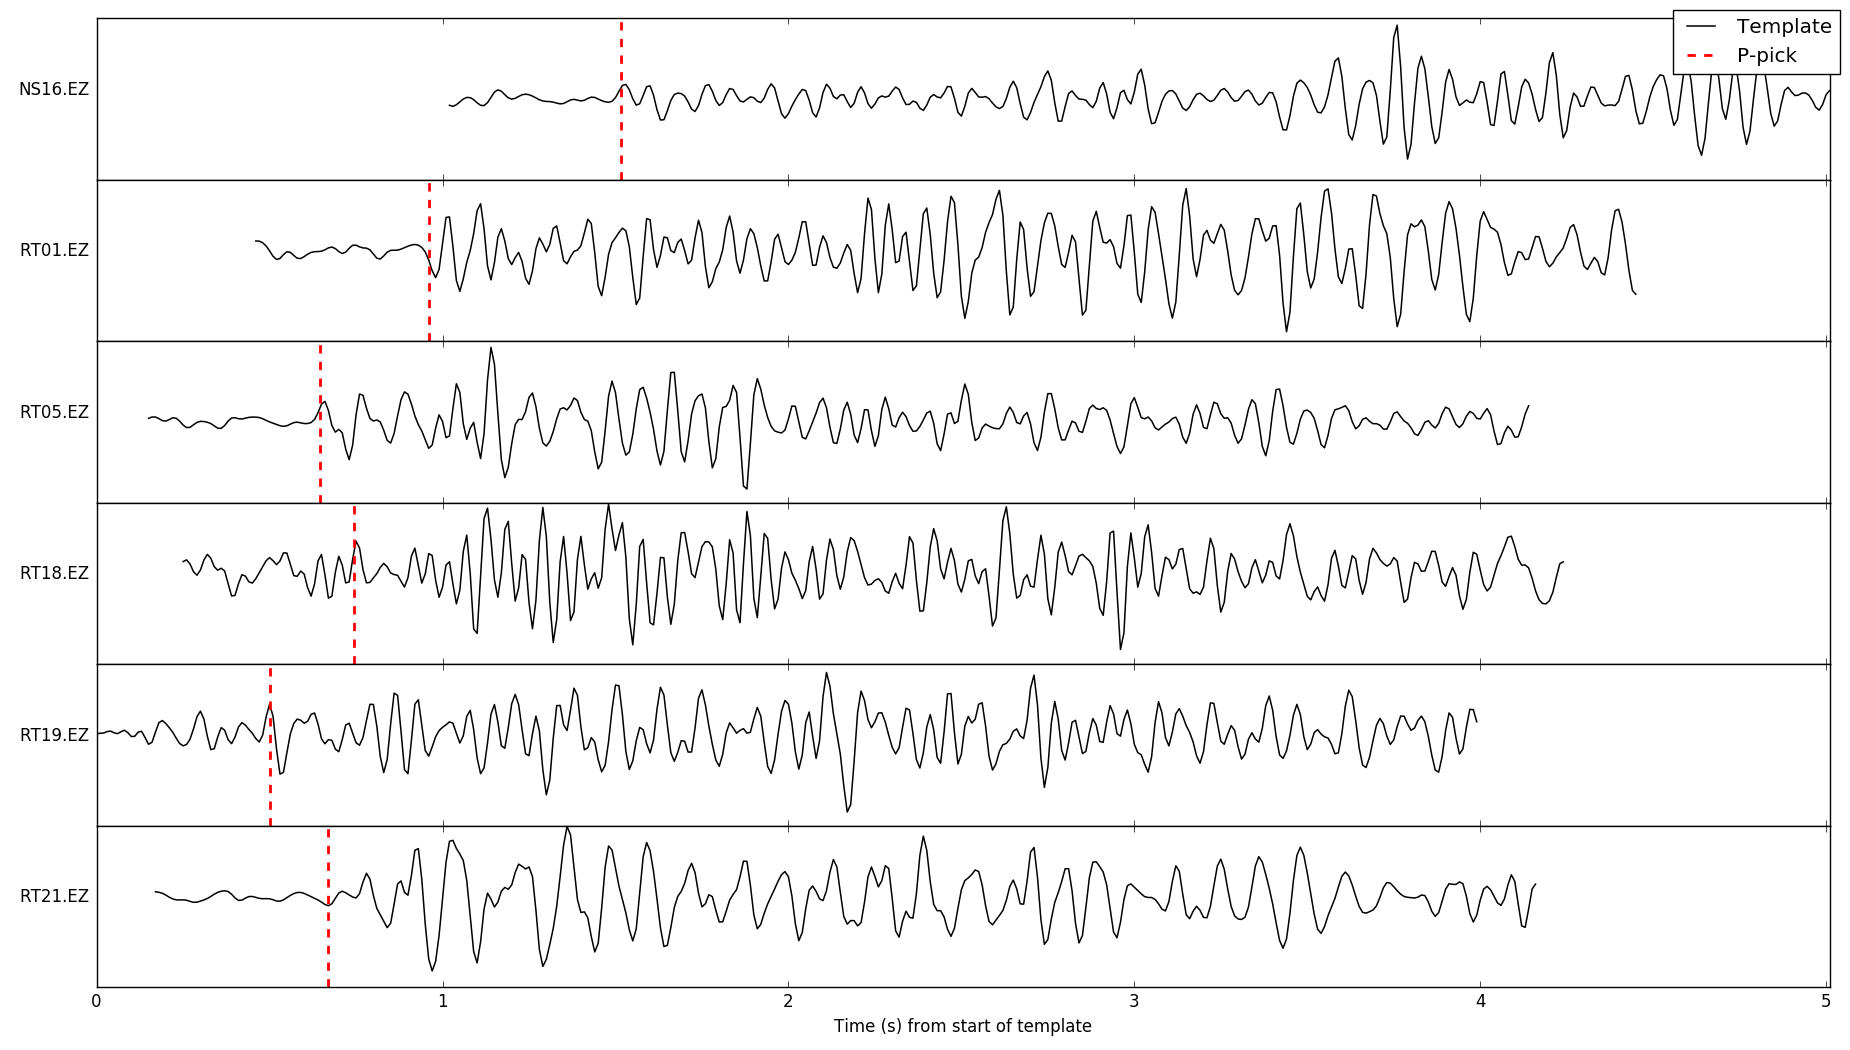 Template
P-pick
NS16.EZ
RT01.EZ
RT05.EZ
RT18.EZ
RT19.EZ
RT21.EZ
0 1 2 3 4 5
Time (s) from start of template